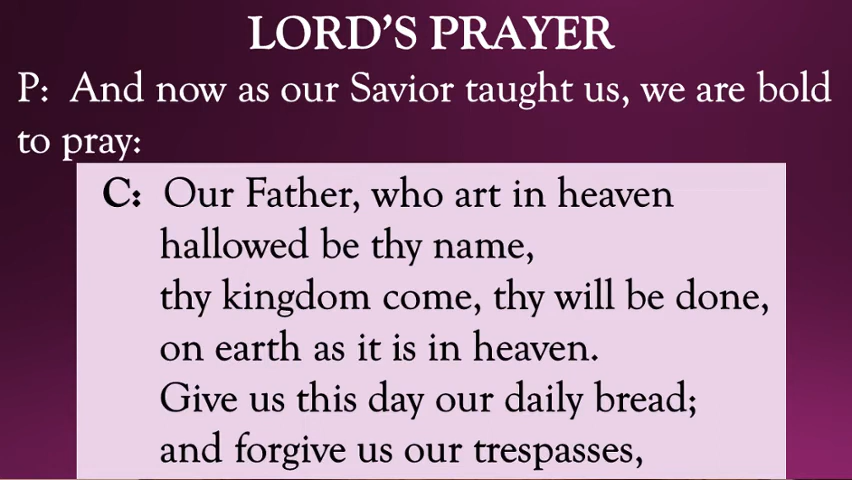 LORD’S PRAYER
P: And now as our Savior taught us, we are bold
to pray:
C: Our Father, who art in heaven
hallowed be thy name,
thy kingdom come, thy will be done,
on earth as it is in heaven.
Give us this day our daily bread;
and forgive us our trespasses,